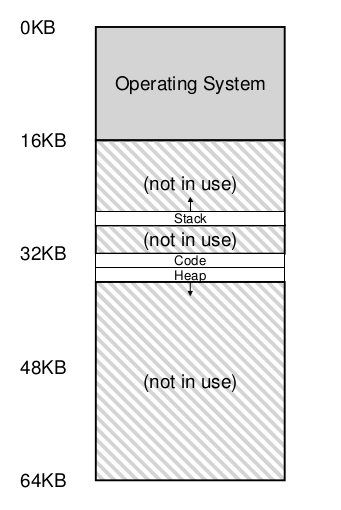 0KB
Operating System
16KB
(not in use)
Stack
(not in use)
32KB
Code
Heap
48KB
(not in use)
64KB